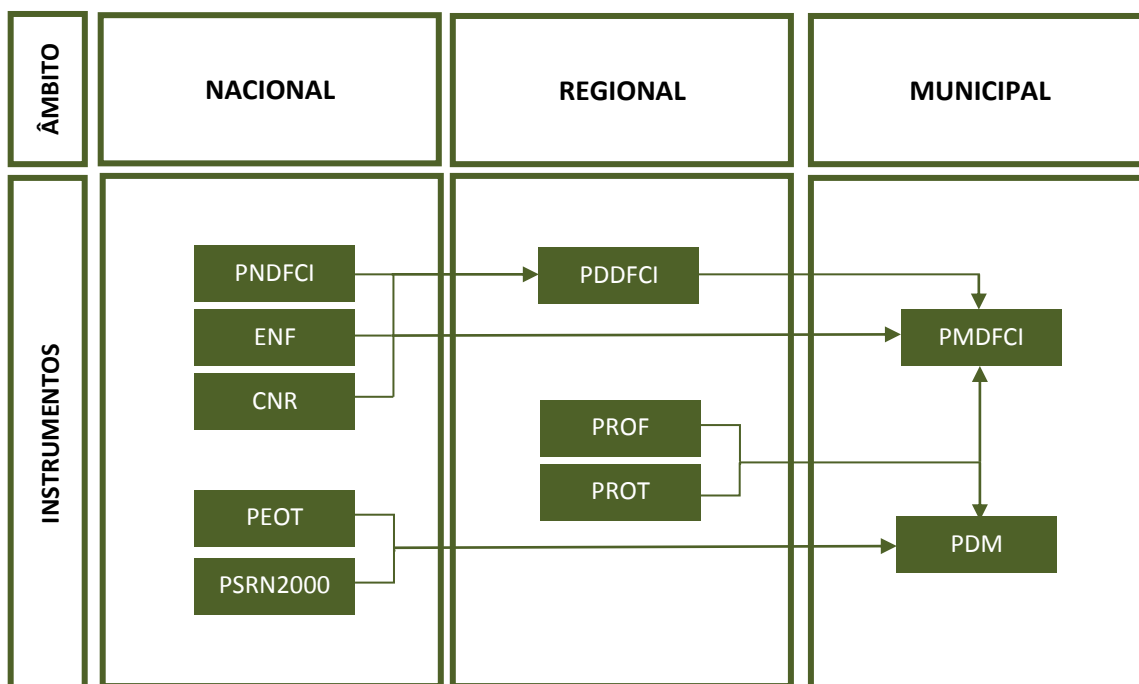 ÂMBITO
NACIONAL
REGIONAL
MUNICIPAL
INSTRUMENTOS
PNDFCI
ENF
CNR
PEOT
PSRN2000
PDDFCI
PROF
PROT
PMDFCI
PDM